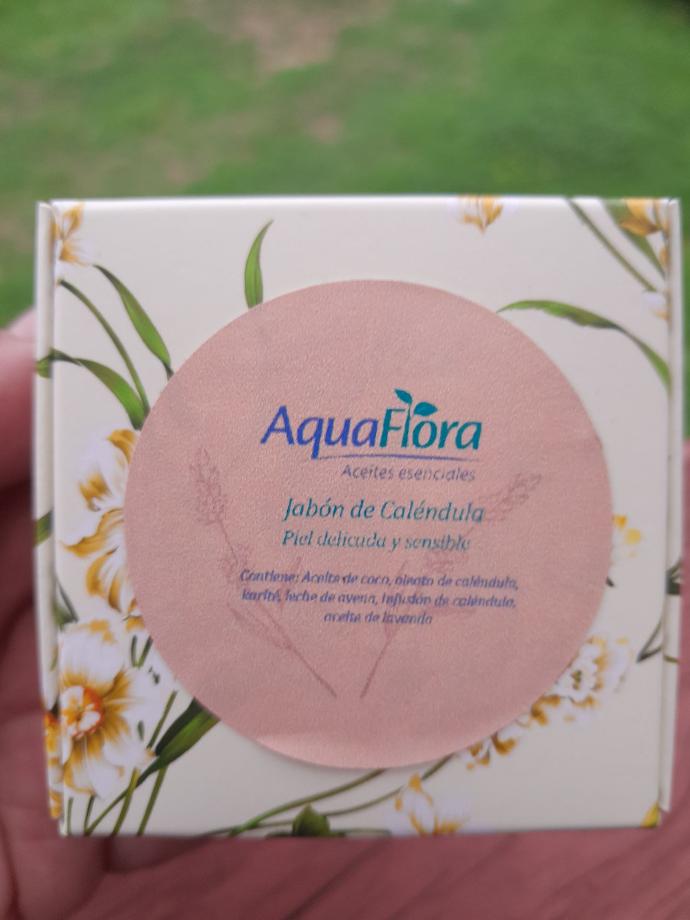 AquaFlora
Aceites esenciales
Jabón de Caléndula
Piel delicada y sensible
Contiene: Aceite de coco, oleato de caléndula,
karité, leche de avena, infusión de caléndula,
aceite de lavanda